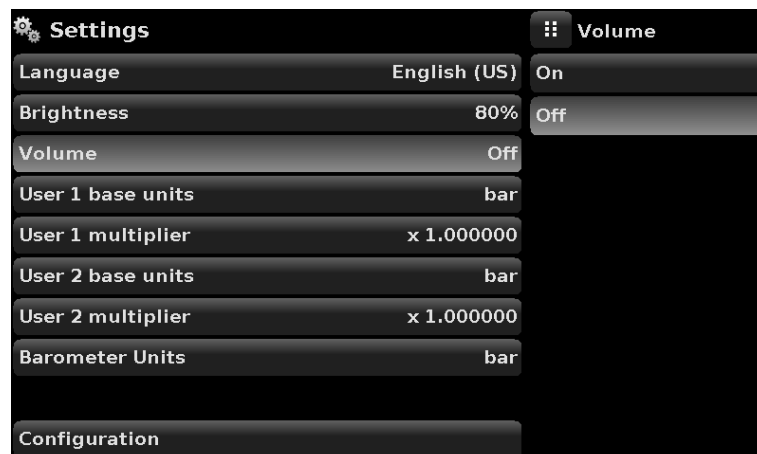 Settings
Language English (US)
Brightness 80%
Volume Off
User 1 base units bar
User 1 multiplier x 1.000000
User 2 base units bar
User 2 multiplier x 1.000000
Barometer Units bar
Configuration
Volume
On
Off